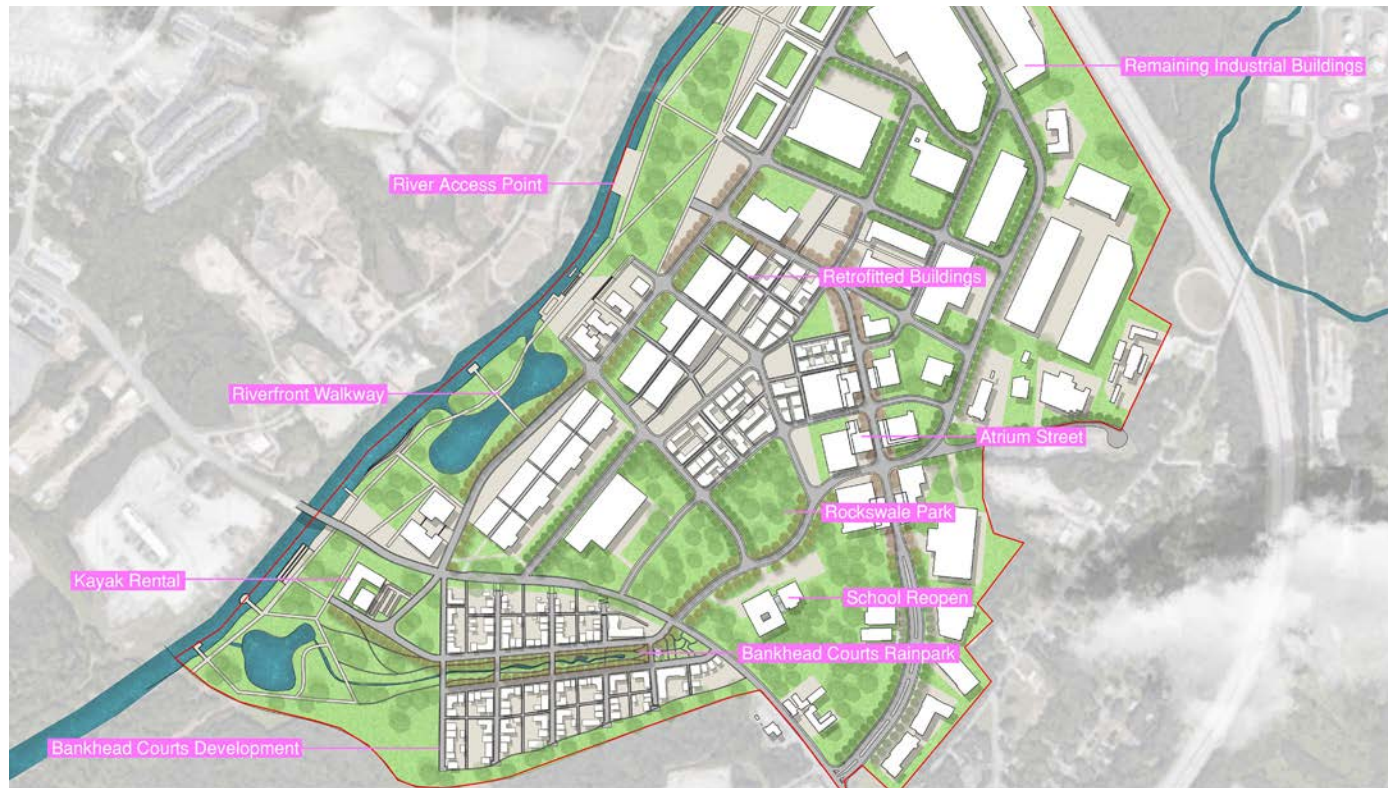 Remaining Industrial Buildings
River Access Point
Retrofitted Buildings
Riverfront Walkway
Atrium Street
Rockswale Park
Kayak Rental
School Reopen
Bankhead Courts Rainpark
Bankhead Courts Development